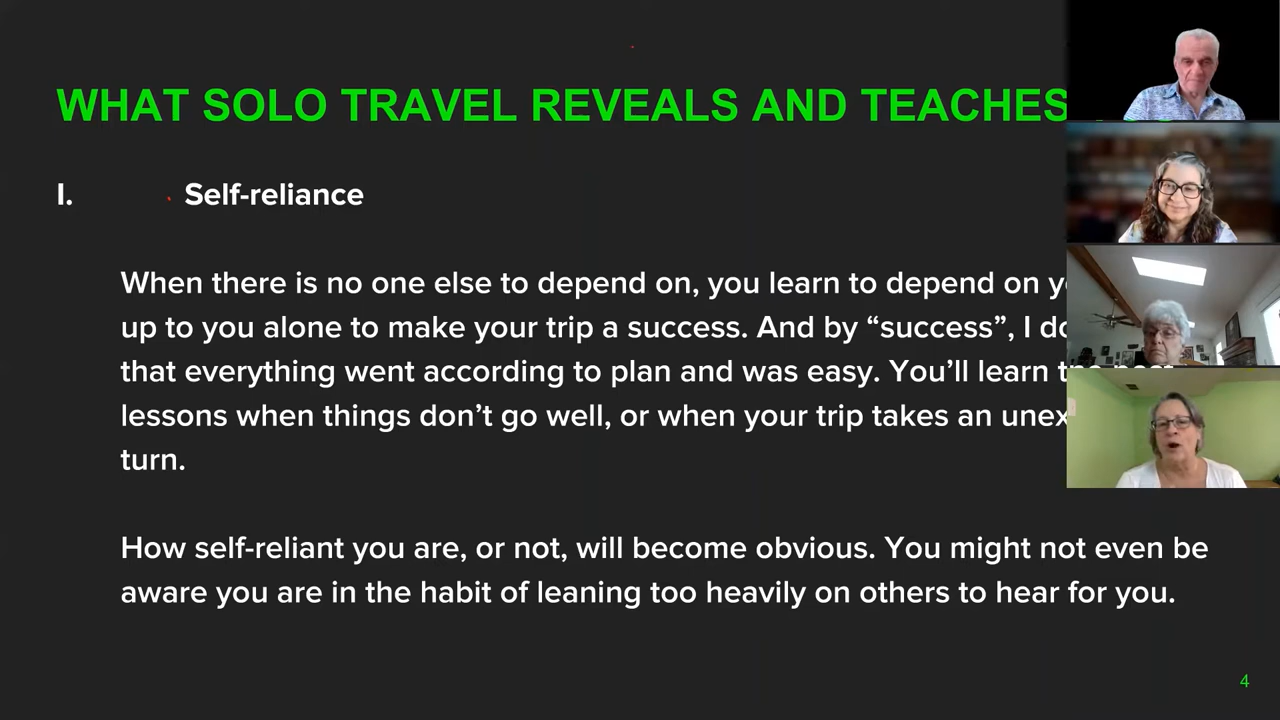 WHAT SOLO TRAVEL REVEALS AND TEACHES
I. Self-reliance
When there is no one else to depend on, you learn to depend on
up to you alone to make your trip a success. And by “success”, I
that everything went according to plan and was easy. You’ll learn
lessons when things don’t go well, or when your trip takes an
turn.
How self-reliant you are, or not, will become obvious. You might not even be
aware you are in the habit of leaning too heavily on others to hear for you.
4